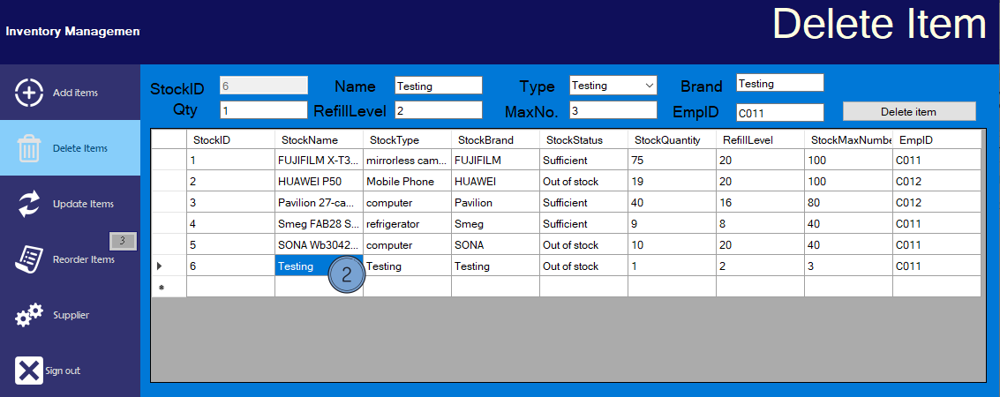 Inventory Managemen
Delete Item
Add items
Delete Items
Update Items
3
Reorder Items
Supplier
Sign out
StockID 6 Name Testing Type Testing Brand Testing
Qty 1 RefillLevel 2 MaxNo. 3 EmpID C011 Delete item
StockID StockName StockType StockBrand StockStatus StockQuantity RefillLevel StockMaxNumbe EmpID
1 FUJIFILM X-T3... mirrorless cam... FUJIFILM Sufficient 75 20 100 C011
2 HUAWEI P50 Mobile Phone HUAWEI Out of stock 19 20 100 C012
3 Pavilion 27-ca... computer Pavilion Sufficient 40 16 80 C012
4 Smeg FAB28 S... refrigerator Smeg Sufficient 9 8 40 C011
5 SONA Wb3042... computer SONA Out of stock 10 20 40 C011
6 Testing Testing Testing Out of stock 1 2 3 C011
2
*